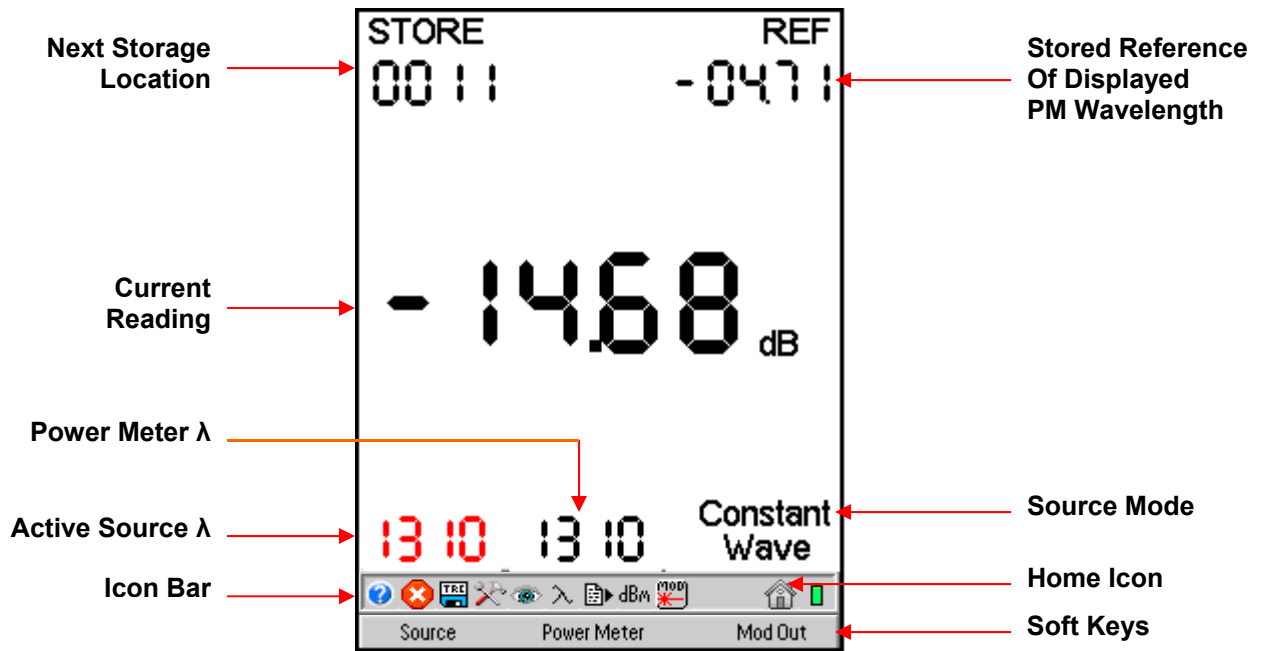 Next Storage
Location
STORE
0011
REF
-04.71
Stored Reference
Of Displayed
PM Wavelength
Current
Reading
-14.68
dB
Power Meter λ
Active Source λ
1310
1310
Constant
Wave
Source Mode
Icon Bar
TRE
λ
dBm
MOD
Home Icon
Source
Power Meter
Mod Out
Soft Keys